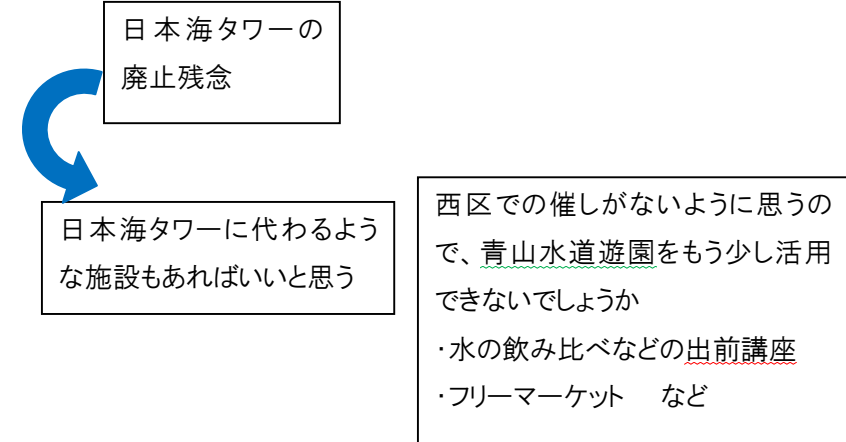 日本海タワーの
廃止残念
日本海タワーに代わるよう
な施設もあればいいと思う
西区での催しがないように思うの
で、青山水道遊園をもう少し活用
できないでしょうか
・水の飲み比べなどの出前講座
・フリーマーケット　など